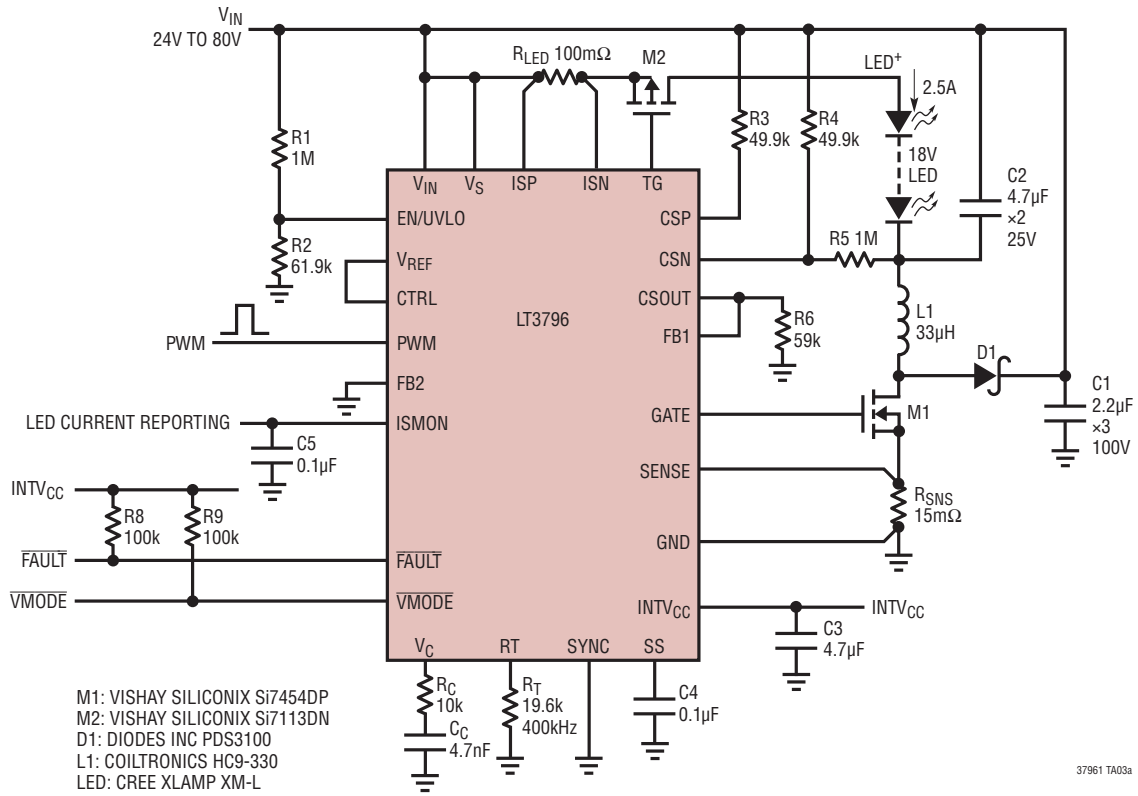 VIN
24V TO 80V
RLED 100mΩ
M2
LED+
2.5A
R1
1M
R3
49.9k
R4
49.9k
18V
LED
C2
4.7µF
×2
25V
VIN
VS
ISP
ISN
TG
EN/UVLO
CSP
R2
61.9k
R5 1M
VREF
CSN
CTRL
CSOUT
L1
33µH
LT3796
R6
59k
FB1
PWM
PWM
D1
FB2
C1
2.2µF
×3
100V
LED CURRENT REPORTING
ISMON
GATE
M1
C5
0.1µF
SENSE
INTVCC
RSNS
15mΩ
R8
100k
R9
100k
GND
FAULT
FAULT
VMODE
VMODE
INTVCC
INTVCC
VC
RT
SYNC
SS
C3
4.7µF
RC
10k
RT
19.6k
400kHz
C4
0.1µF
CC
4.7nF
M1: VISHAY SILICONIX Si7454DP
M2: VISHAY SILICONIX Si7113DN
D1: DIODES INC PDS3100
L1: COILTRONICS HC9-330
LED: CREE XLAMP XM-L
37961 TA03a